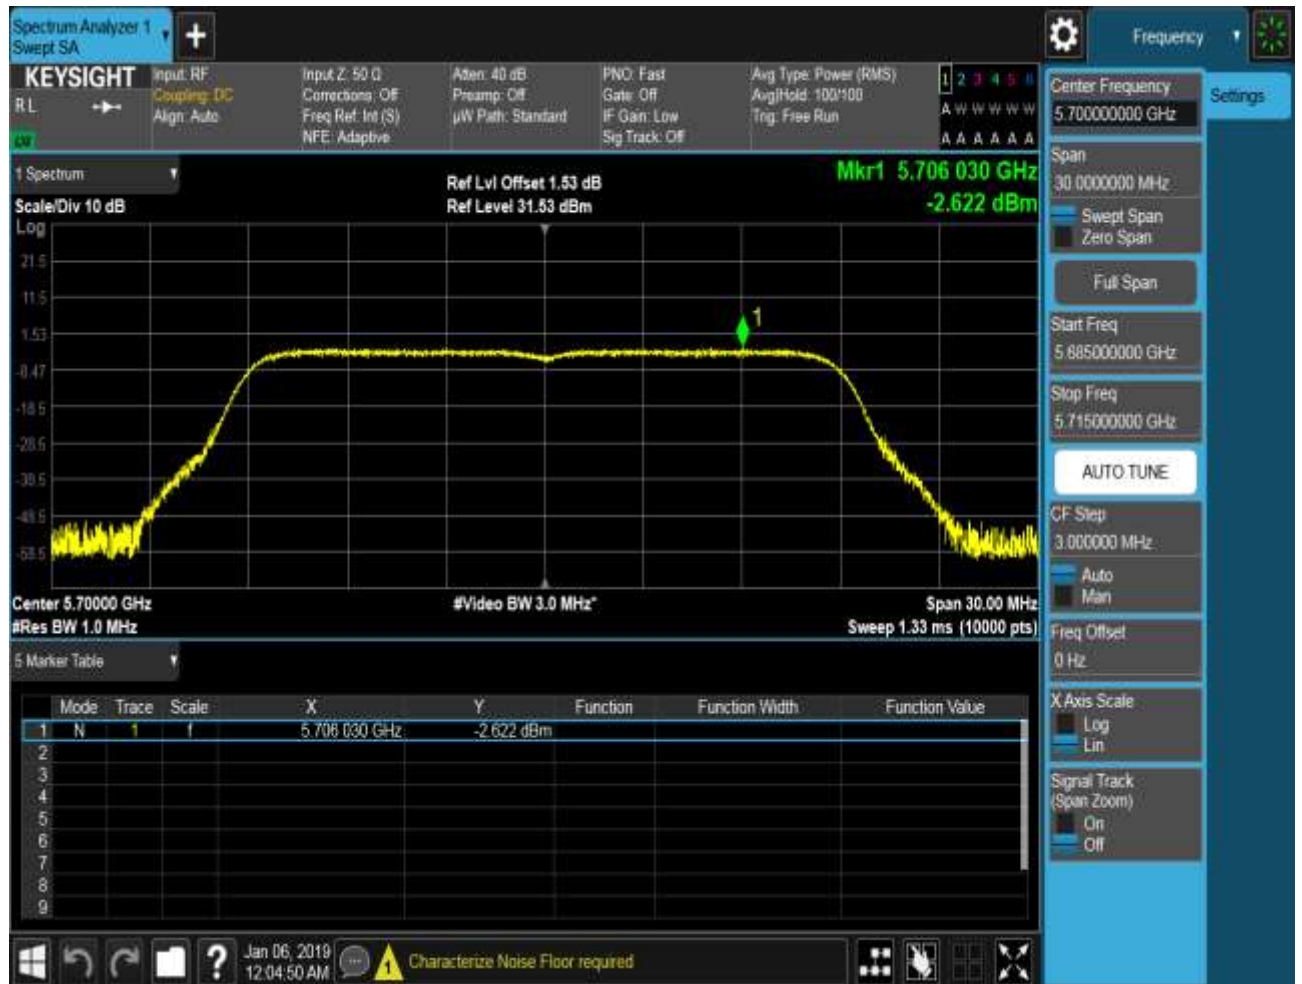 Spectrum Analyzer 1
Swept SA
+
Frequency
KEYSIGHT
R L
Input: RF
Coupling: DC
Align: Auto
Input Z: 50 Ω
Corrections: Off
Freq Ref: Int (S)
NFE: Adaptive
Atten: 40 dB
Preamp: Off
µW Path: Standard
PNO: Fast
Gate: Off
IF Gain: Low
Sig Track: Off
Avg Type: Power (RMS)
Avg|Hold: 100/100
Trig: Free Run
1 2 3 4 5 6
A W W W W W
A A A A A A
1 Spectrum
Scale/Div 10 dB
Log
Ref Lvl Offset 1.53 dB
Ref Level 31.53 dBm
Mkr1 5.706 030 GHz
-2.622 dBm
21.5
11.5
1.53
-8.47
-18.5
-28.5
-38.5
-48.5
-58.5
1
Center 5.70000 GHz
#Res BW 1.0 MHz
#Video BW 3.0 MHz*
Span 30.00 MHz
Sweep 1.33 ms (10000 pts)
5 Marker Table
Mode Trace Scale X Y Function Function Width Function Value
1 N 1 f 5.706 030 GHz -2.622 dBm
2
3
4
5
6
7
8
9
Center Frequency
5.700000000 GHz
Settings
Span
30.0000000 MHz
Swept Span
Zero Span
Full Span
Start Freq
5.685000000 GHz
Stop Freq
5.715000000 GHz
AUTO TUNE
CF Step
3.000000 MHz
Auto
Man
Freq Offset
0 Hz
X Axis Scale
Log
Lin
Signal Track
(Span Zoom)
On
Off
?
Jan 06, 2019
12:04:50 AM
1
Characterize Noise Floor required